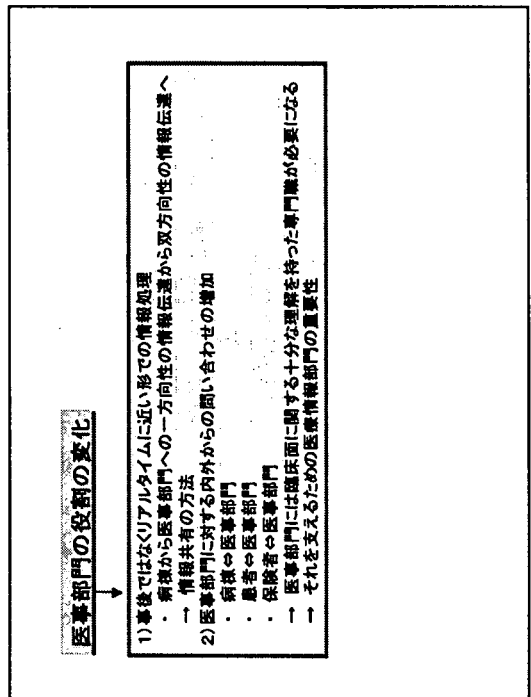 医事部門の役割の変化
1)事後ではなくリアルタイムに近い形での情報処理
・ 病棟から医事部門への一方向性の情報伝達から双方向性の情報伝達へ
→ 情報共有の方法
2)医事部門に対する内外からの問い合わせの増加
・ 病棟⇔医事部門
・ 患者⇔医事部門
・ 保険者⇔医事部門
→ 医事部門には臨床面に関する十分な理解を持った専門職が必要になる
→ それを支えるための医療情報部門の重要性